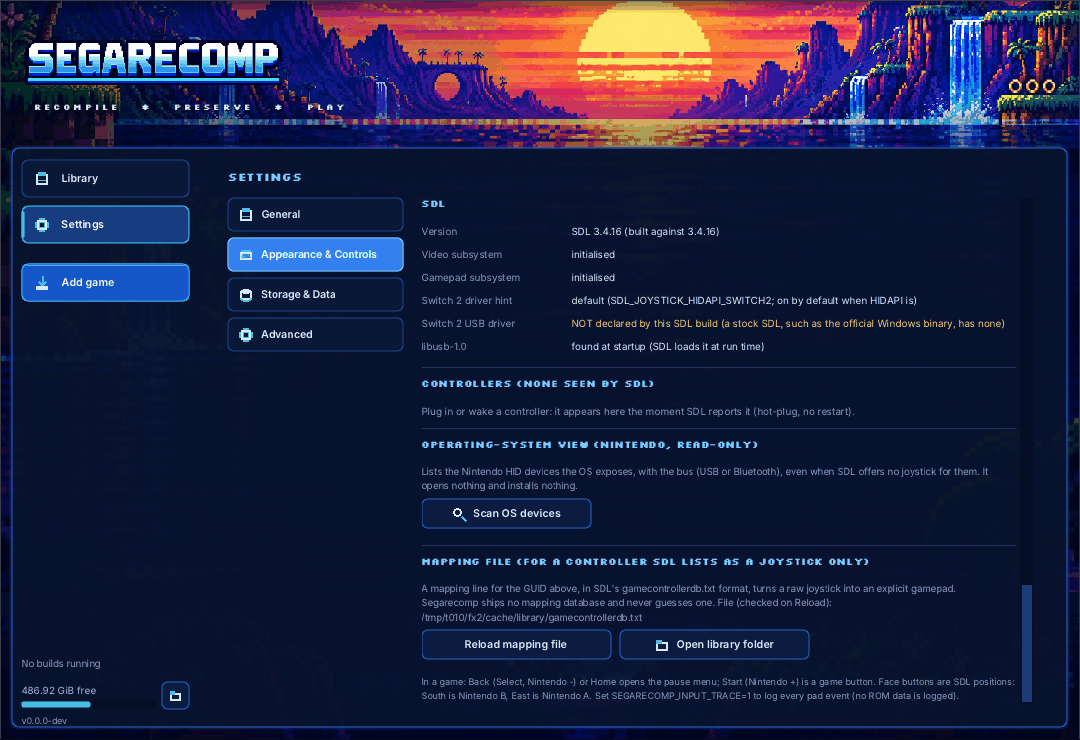 SEGARECOMP
RECOMPILE * PRESERVE * PLAY
Library
Settings
Add game
No builds running
486.92 GiB free
v0.0.0-dev
SETTINGS
General
Appearance & Controls
Storage & Data
Advanced
SDL
Version SDL 3.4.16 (built against 3.4.16)
Video subsystem initialised
Gamepad subsystem initialised
Switch 2 driver hint default (SDL_JOYSTICK_HIDAPI_SWITCH2; on by default when HIDAPI is)
Switch 2 USB driver NOT declared by this SDL build (a stock SDL, such as the official Windows binary, has none)
libusb-1.0 found at startup (SDL loads it at run time)
CONTROLLERS (NONE SEEN BY SDL)
Plug in or wake a controller: it appears here the moment SDL reports it (hot-plug, no restart).
OPERATING-SYSTEM VIEW (NINTENDO, READ-ONLY)
Lists the Nintendo HID devices the OS exposes, with the bus (USB or Bluetooth), even when SDL offers no joystick for them. It
opens nothing and installs nothing.
Scan OS devices
MAPPING FILE (FOR A CONTROLLER SDL LISTS AS A JOYSTICK ONLY)
A mapping line for the GUID above, in SDL's gamecontrollerdb.txt format, turns a raw joystick into an explicit gamepad.
Segarecomp ships no mapping database and never guesses one. File (checked on Reload):
/tmp/t010/fx2/cache/library/gamecontrollerdb.txt
Reload mapping file
Open library folder
In a game: Back (Select, Nintendo -) or Home opens the pause menu; Start (Nintendo +) is a game button. Face buttons are SDL positions:
South is Nintendo B, East is Nintendo A. Set SEGARECOMP_INPUT_TRACE=1 to log every pad event (no ROM data is logged).